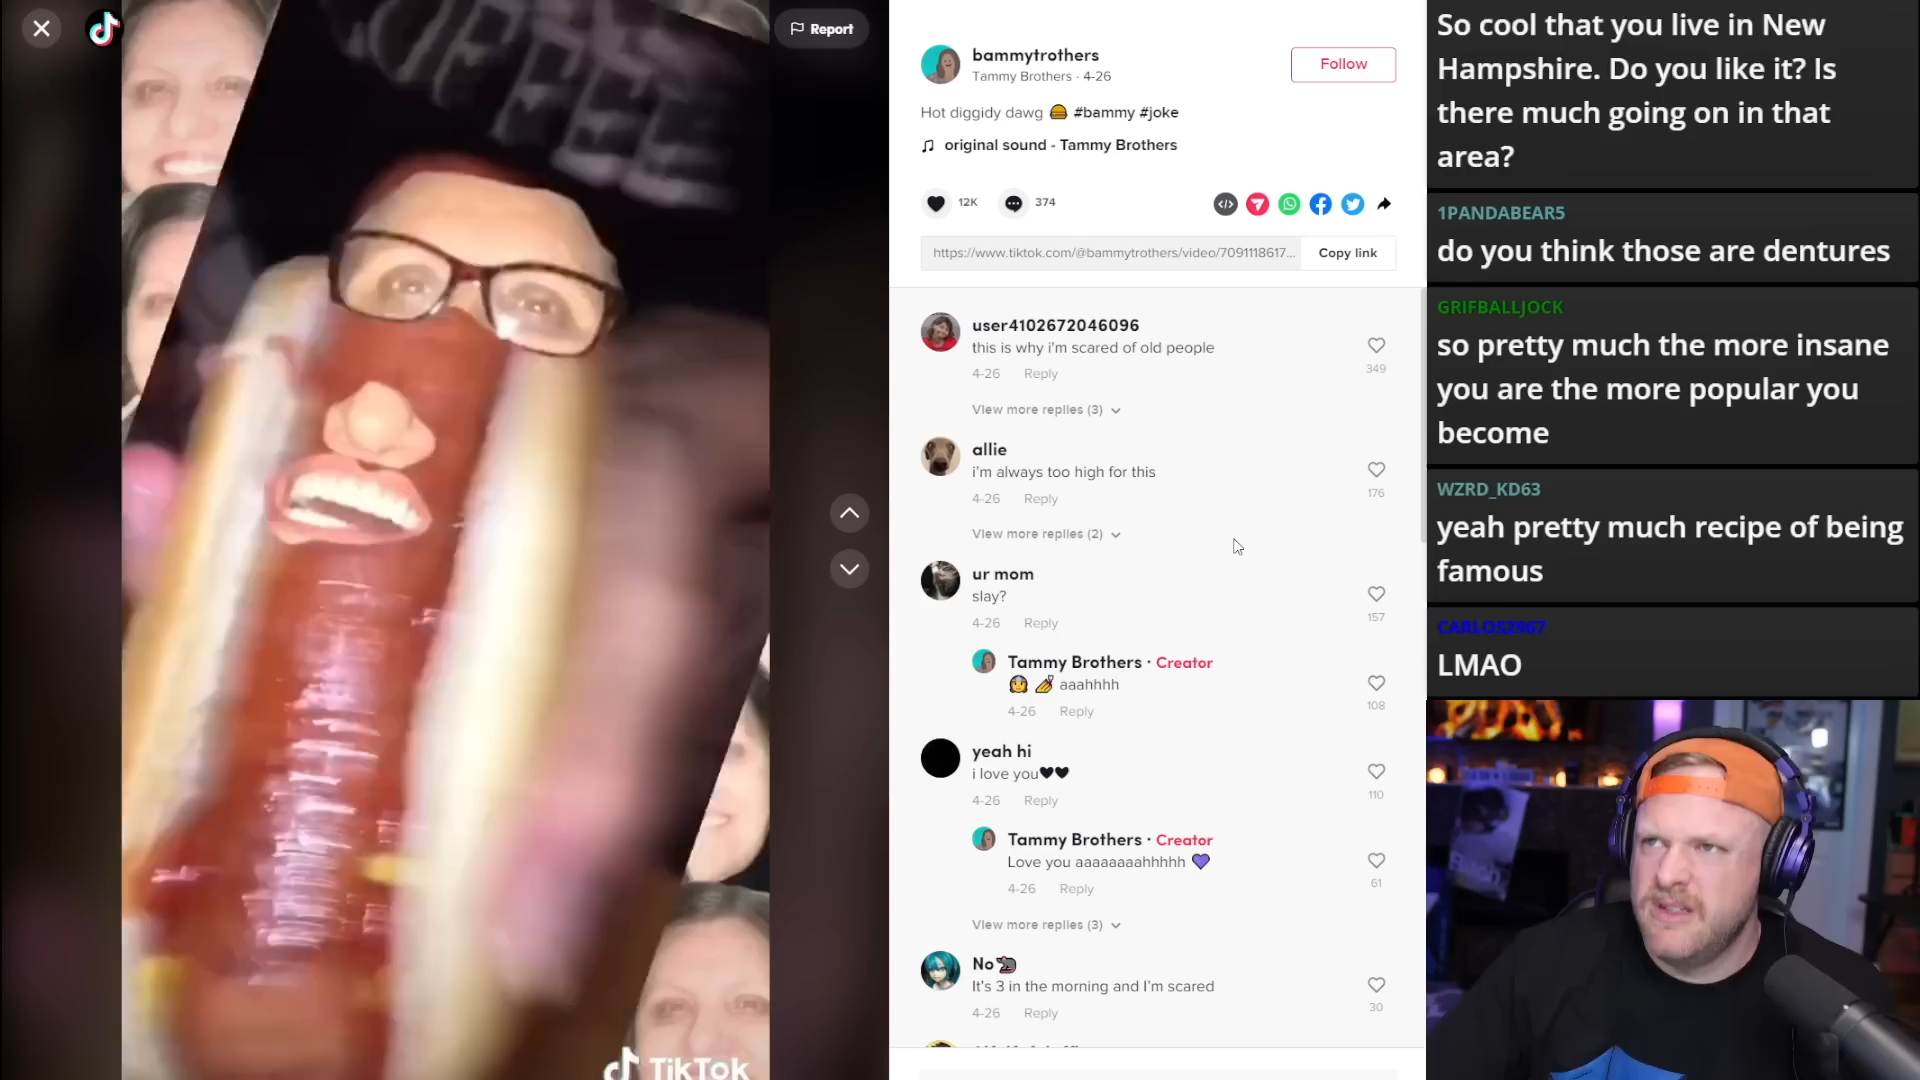 Report
TikTok
bammytrothers
Tammy Brothers · 4-26
Follow
Hot diggidy dawg 🍔 #bammy #joke
original sound - Tammy Brothers
12K
374
https://www.tiktok.com/@bammytrothers/video/7091118617...
Copy link
user4102672046096
this is why i'm scared of old people
4-26 Reply
349
View more replies (3)
allie
i'm always too high for this
4-26 Reply
176
View more replies (2)
ur mom
slay?
4-26 Reply
157
Tammy Brothers · Creator
👵 💅 aaahhhh
4-26 Reply
108
yeah hi
i love you🖤🖤
4-26 Reply
110
Tammy Brothers · Creator
Love you aaaaaaaahhhhh 💜
4-26 Reply
61
View more replies (3)
No🐀
It's 3 in the morning and I'm scared
4-26 Reply
30
So cool that you live in New
Hampshire. Do you like it? Is
there much going on in that
area?
1PANDABEAR5
do you think those are dentures
GRIFBALLJOCK
so pretty much the more insane
you are the more popular you
become
WZRD_KD63
yeah pretty much recipe of being
famous
CARLOS2967
LMAO